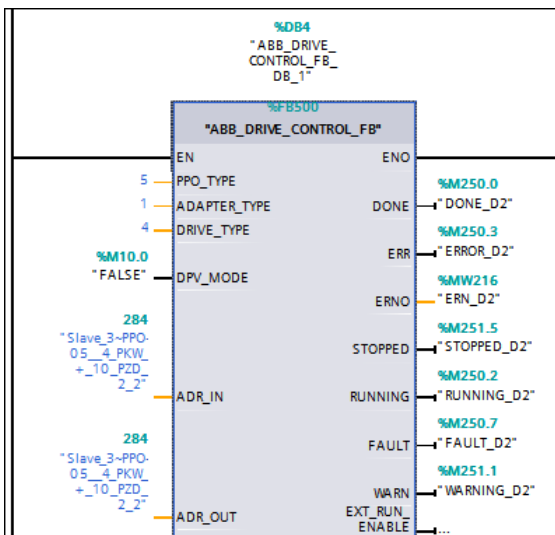 %DB4
"ABB_DRIVE_
CONTROL_FB_
DB_1"
%FB500
"ABB_DRIVE_CONTROL_FB"
EN ENO
5 PPO_TYPE
1 ADAPTER_TYPE
4 DRIVE_TYPE
%M10.0
"FALSE" DPV_MODE
284
"Slave_3~PPO-
05__4_PKW_
+_10_PZD_
2_2"
ADR_IN
284
"Slave_3~PPO-
05__4_PKW_
+_10_PZD_
2_2"
ADR_OUT
%M250.0
DONE "DONE_D2"
%M250.3
ERR "ERROR_D2"
%MW216
ERNO "ERN_D2"
%M251.5
STOPPED "STOPPED_D2"
%M250.2
RUNNING "RUNNING_D2"
%M250.7
FAULT "FAULT_D2"
%M251.1
WARN "WARNING_D2"
EXT_RUN_
ENABLE ...